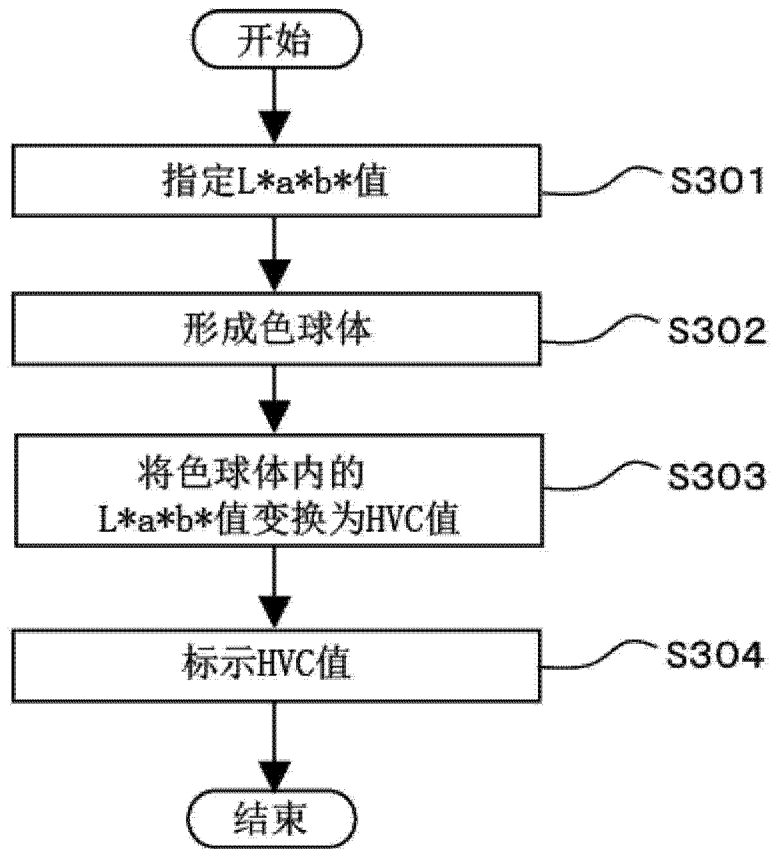 开始
指定L*a*b*值
S301
形成色球体
S302
将色球体内的
L*a*b*值变换为HVC值
S303
标示HVC值
S304
结束